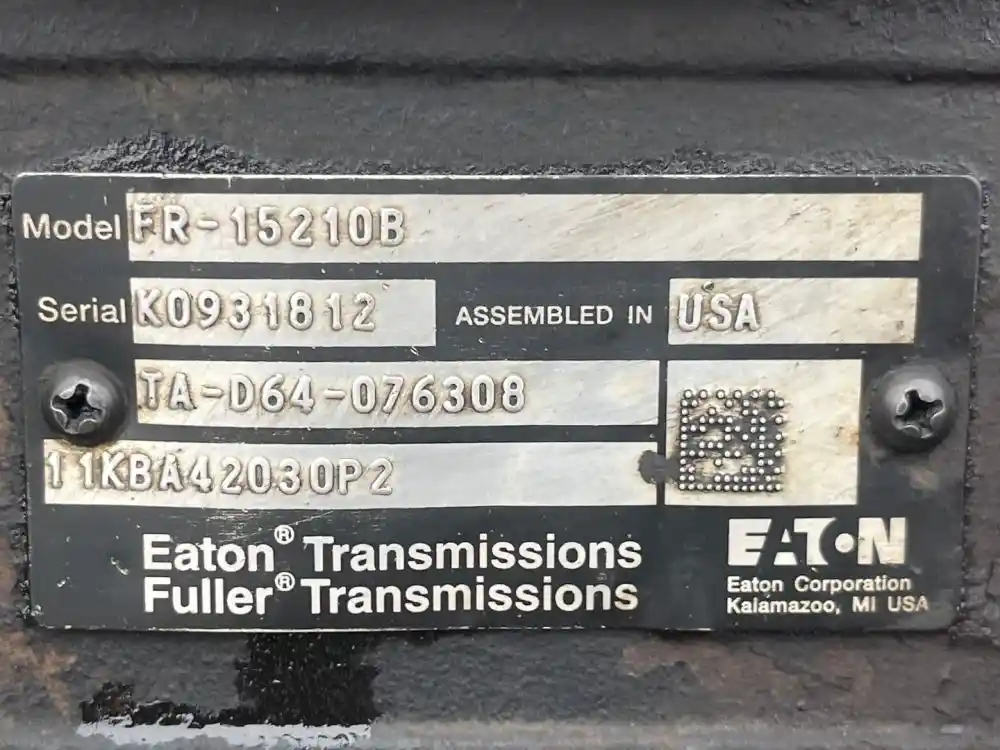 Model FR-15210B
Serial K0931812 ASSEMBLED IN USA
TA-D64-076308
11KBA42030P2
Eaton® Transmissions
Fuller® Transmissions
EATON
Eaton Corporation
Kalamazoo, MI USA